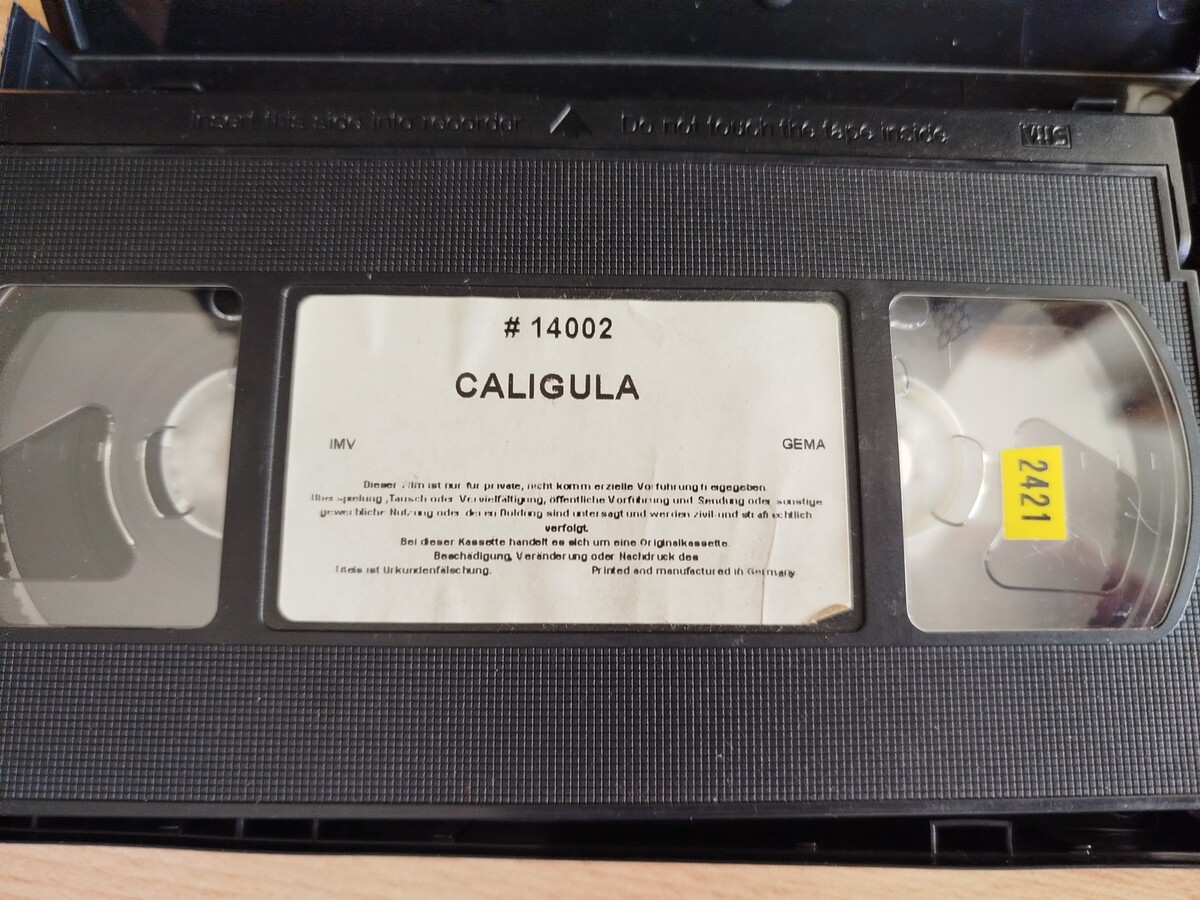 Insert this side into recorder Do not touch the tape inside VHS
# 14002
CALIGULA
IMV GEMA
Dieser Film ist nur für private, nicht kommerzielle Vorführung freigegeben.
Überspielung, Tausch oder Vervielfältigung, öffentliche Vorführung und Sendung oder sonstige
gewerbliche Nutzung oder deren Duldung sind untersagt und werden zivil-und strafrechtlich
verfolgt.
Bei dieser Kassette handelt es sich um eine Originalkassette.
Beschädigung, Veränderung oder Nachdruck des
Titels ist Urkundenfälschung. Printed and manufactured in Germany
2421